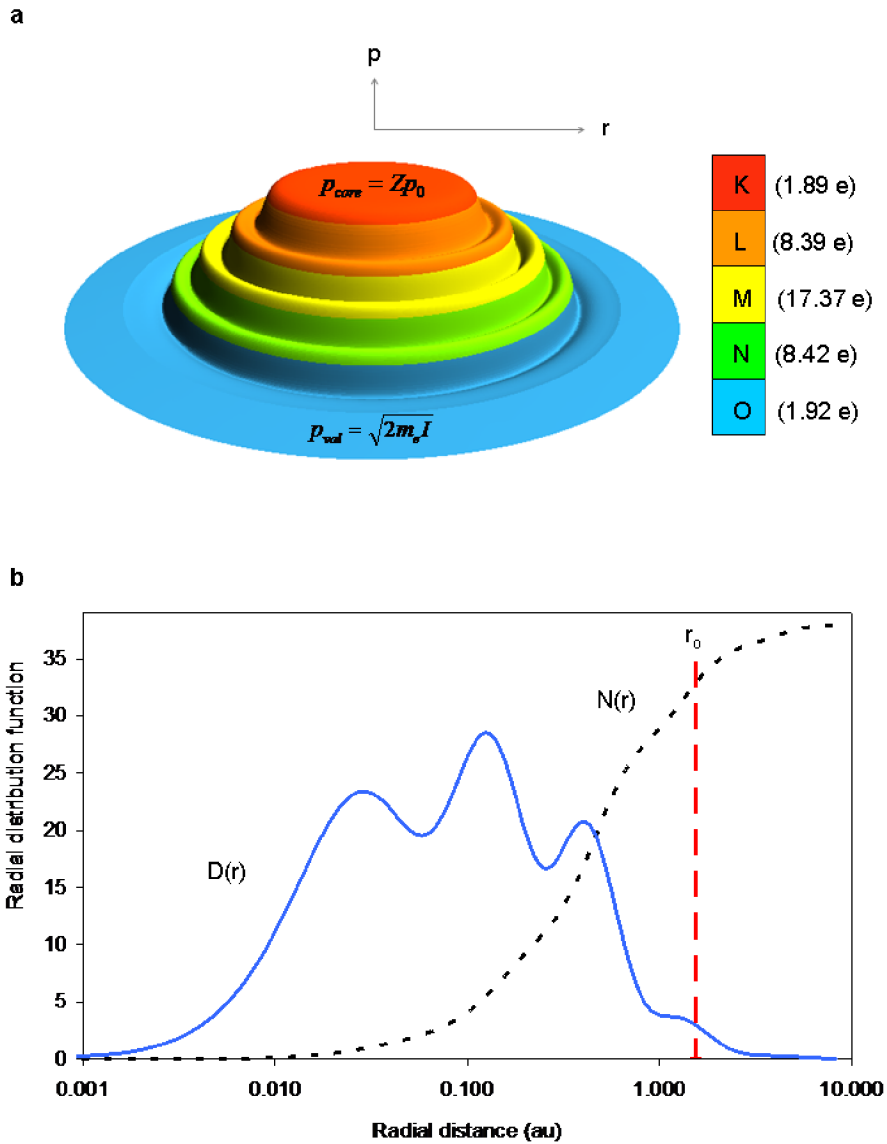 a
p
r
p_core = Zp_0
K (1.89 e)
L (8.39 e)
M (17.37 e)
N (8.42 e)
O (1.92 e)
p_val = √2m_e I
b
r_0
35
30
25
20
15
10
5
0
Radial distribution function
N(r)
D(r)
0.001 0.010 0.100 1.000 10.000
Radial distance (au)